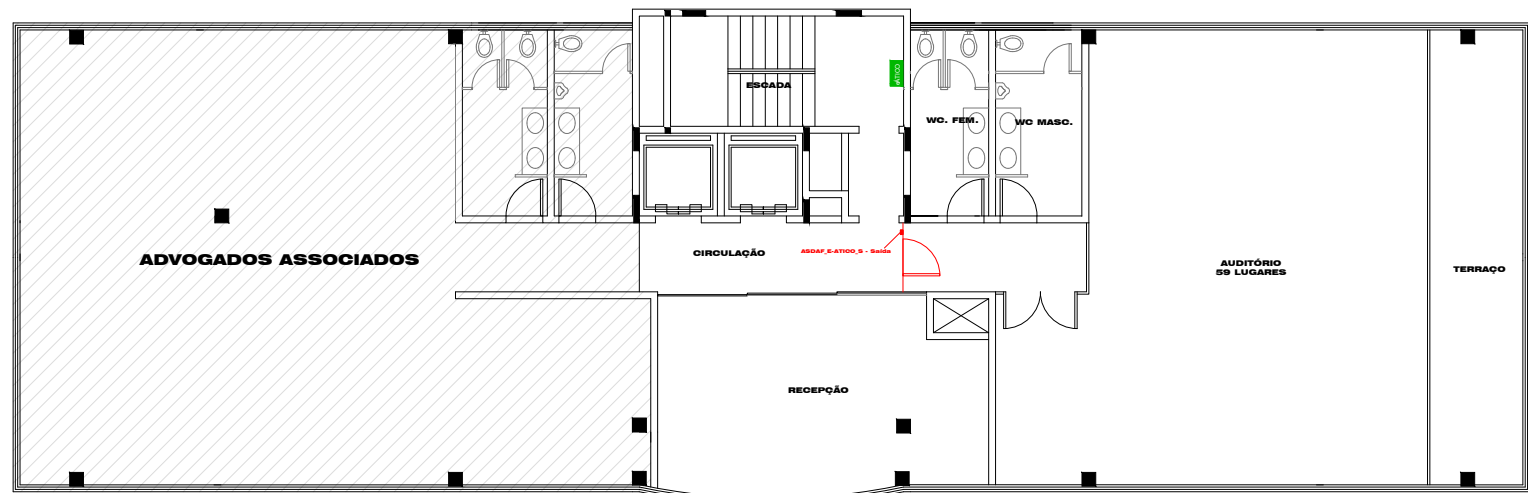 ESCADA
ÁTICO
WC. FEM.
WC MASC.
ADVOGADOS ASSOCIADOS
CIRCULAÇÃO
ASDAF_E-ATICO_S - Saída
AUDITÓRIO
59 LUGARES
TERRAÇO
RECEPÇÃO